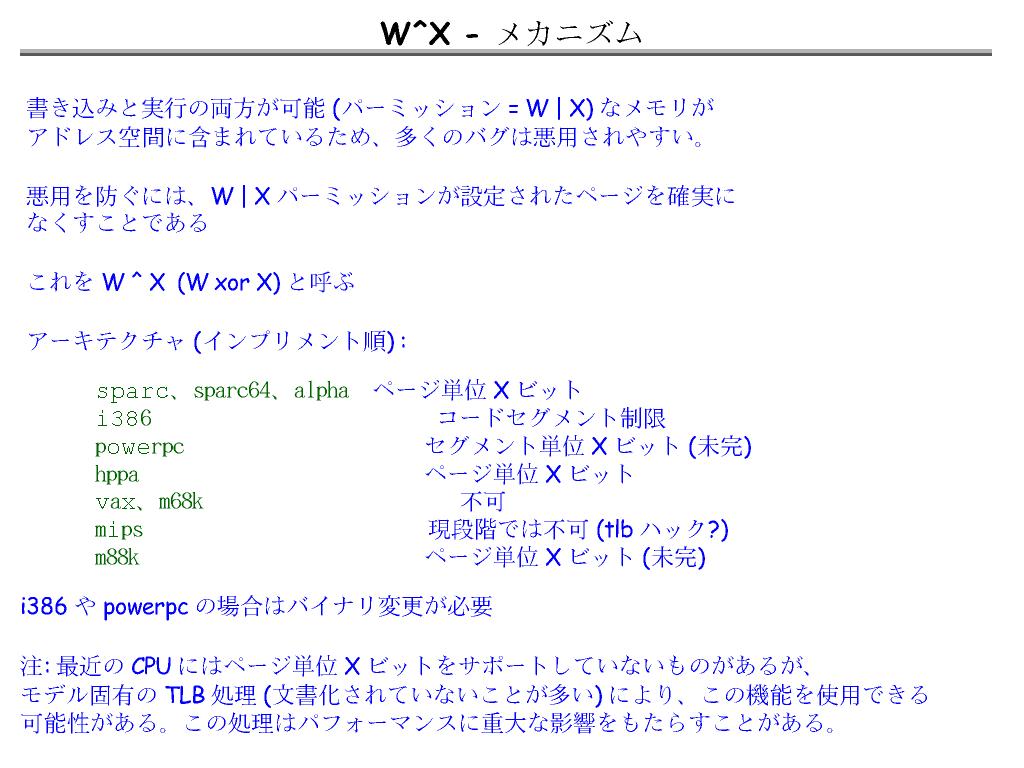 W^X - メカニズム
書き込みと実行の両方が可能 (パーミッション = W | X) なメモリが
アドレス空間に含まれているため、多くのバグは悪用されやすい。
悪用を防ぐには、W | X パーミッションが設定されたページを確実に
なくすことである
これを W ^ X (W xor X) と呼ぶ
アーキテクチャ (インプリメント順) :
sparc、sparc64、alpha ページ単位 X ビット
i386 コードセグメント制限
powerpc セグメント単位 X ビット (未完)
hppa ページ単位 X ビット
vax、m68k 不可
mips 現段階では不可 (tlb ハック?)
m88k ページ単位 X ビット (未完)
i386 や powerpc の場合はバイナリ変更が必要
注: 最近の CPU にはページ単位 X ビットをサポートしていないものがあるが、
モデル固有の TLB 処理 (文書化されていないことが多い) により、この機能を使用できる
可能性がある。この処理はパフォーマンスに重大な影響をもたらすことがある。